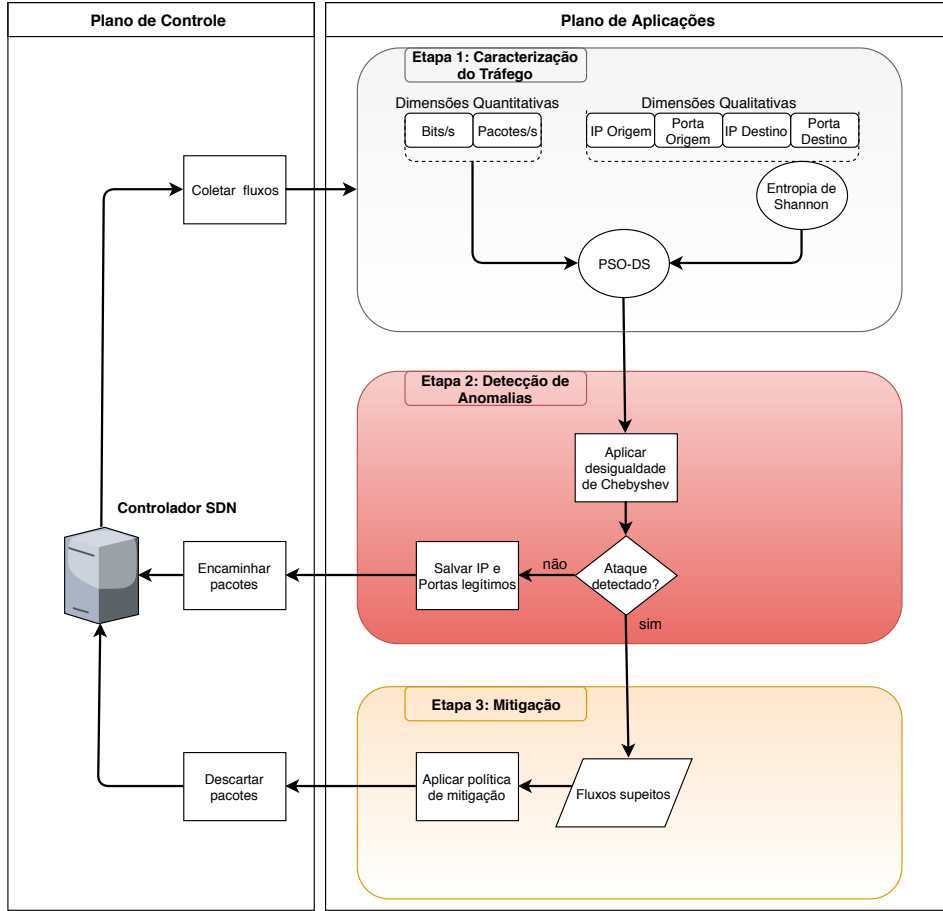 Plano de Controle
Plano de Aplicações
Etapa 1: Caracterização
do Tráfego
Dimensões Quantitativas
Dimensões Qualitativas
Bits/s
Pacotes/s
IP Origem
Porta
Origem
IP Destino
Porta
Destino
Coletar fluxos
Entropia de
Shannon
PSO-DS
Etapa 2: Detecção de
Anomalias
Aplicar
desigualdade
de Chebyshev
Controlador SDN
Encaminhar
pacotes
Salvar IP e
Portas legítimos
não
Ataque
detectado?
sim
Etapa 3: Mitigação
Descartar
pacotes
Aplicar política
de mitigação
Fluxos supeitos